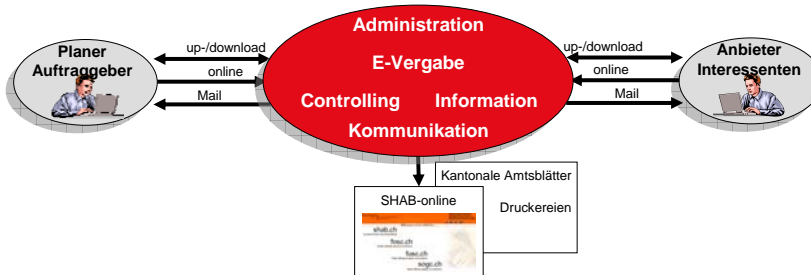 Administration
Planer
Auftraggeber
up-/download
online
Mail
E-Vergabe
Controlling Information
Kommunikation
up-/download
online
Mail
Anbieter
Interessenten
Kantonale Amtsblätter
Druckereien
SHAB-online
shab.ch
fosc.ch
fusc.ch
sogc.ch